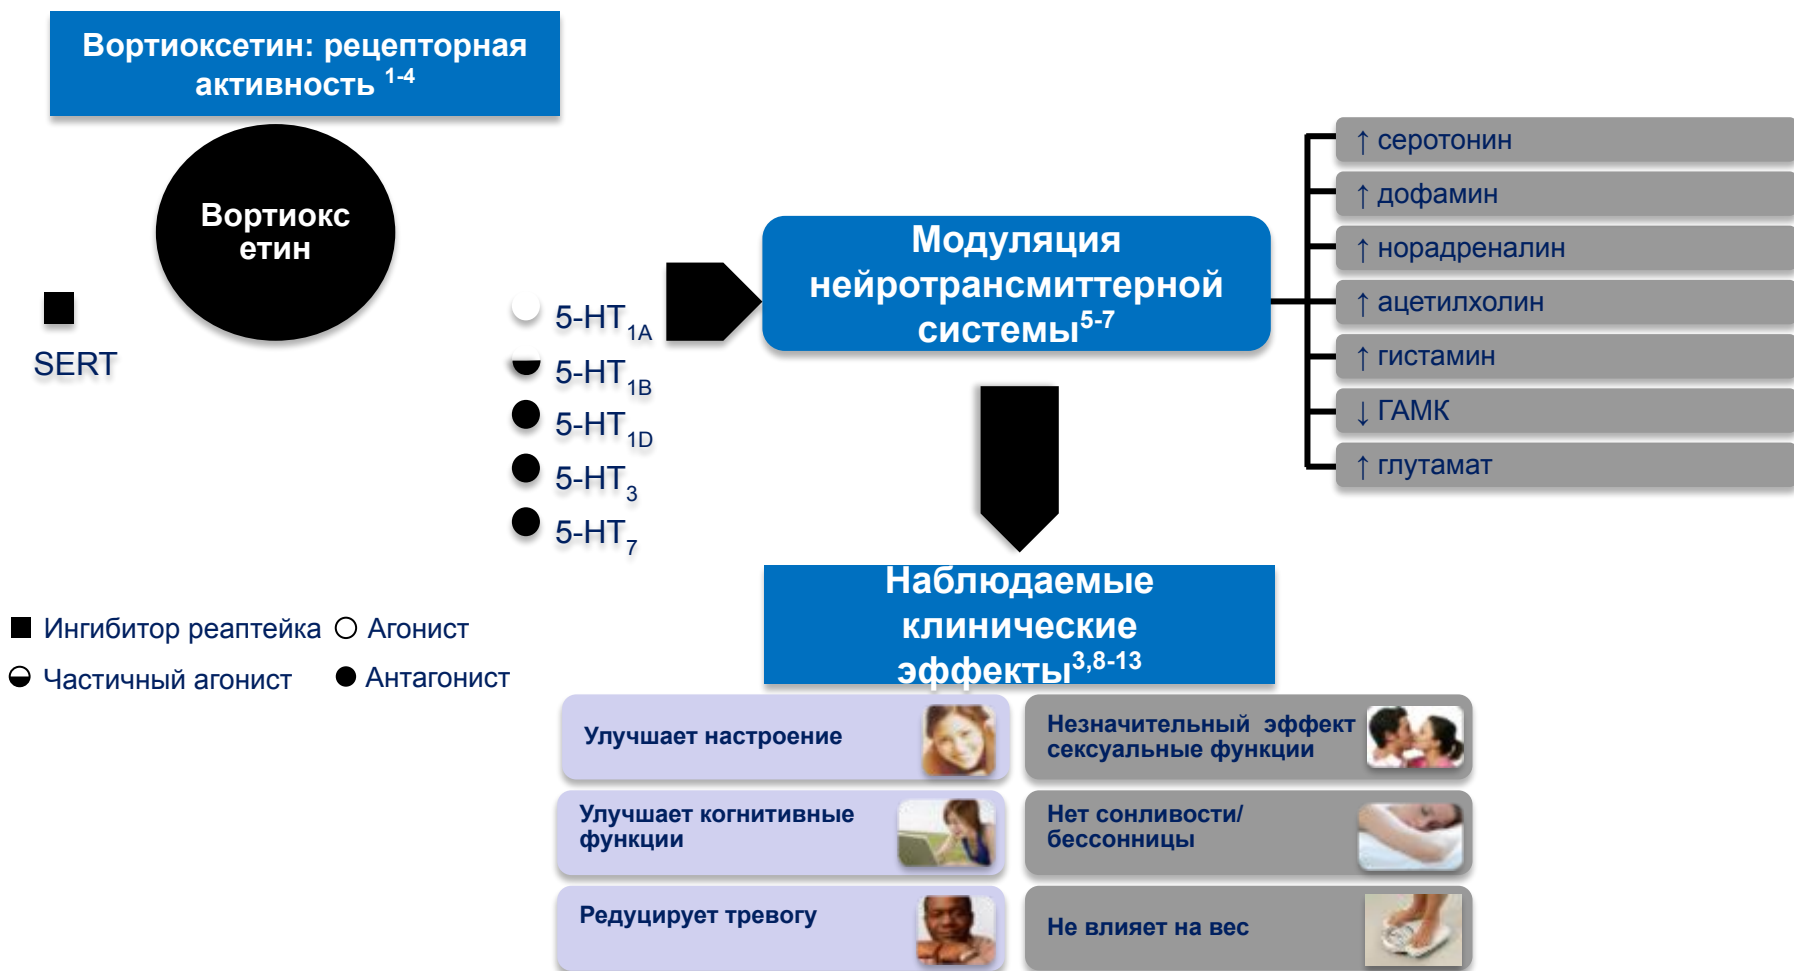 Вортиоксетин: рецепторная
активность 1-4
Вортиокс
етин
SERT
5-HT1A
5-HT1B
5-HT1D
5-HT3
5-HT7
Ингибитор реаптейка
Агонист
Частичный агонист
Антагонист
Модуляция
нейротрансмиттерной
системы5-7
↑ серотонин
↑ дофамин
↑ норадреналин
↑ ацетилхолин
↑ гистамин
↓ ГАМК
↑ глутамат
Наблюдаемые
клинические
эффекты3,8-13
Улучшает настроение
Улучшает когнитивные
функции
Редуцирует тревогу
Незначительный эффект
сексуальные функции
Нет сонливости/
бессонницы
Не влияет на вес